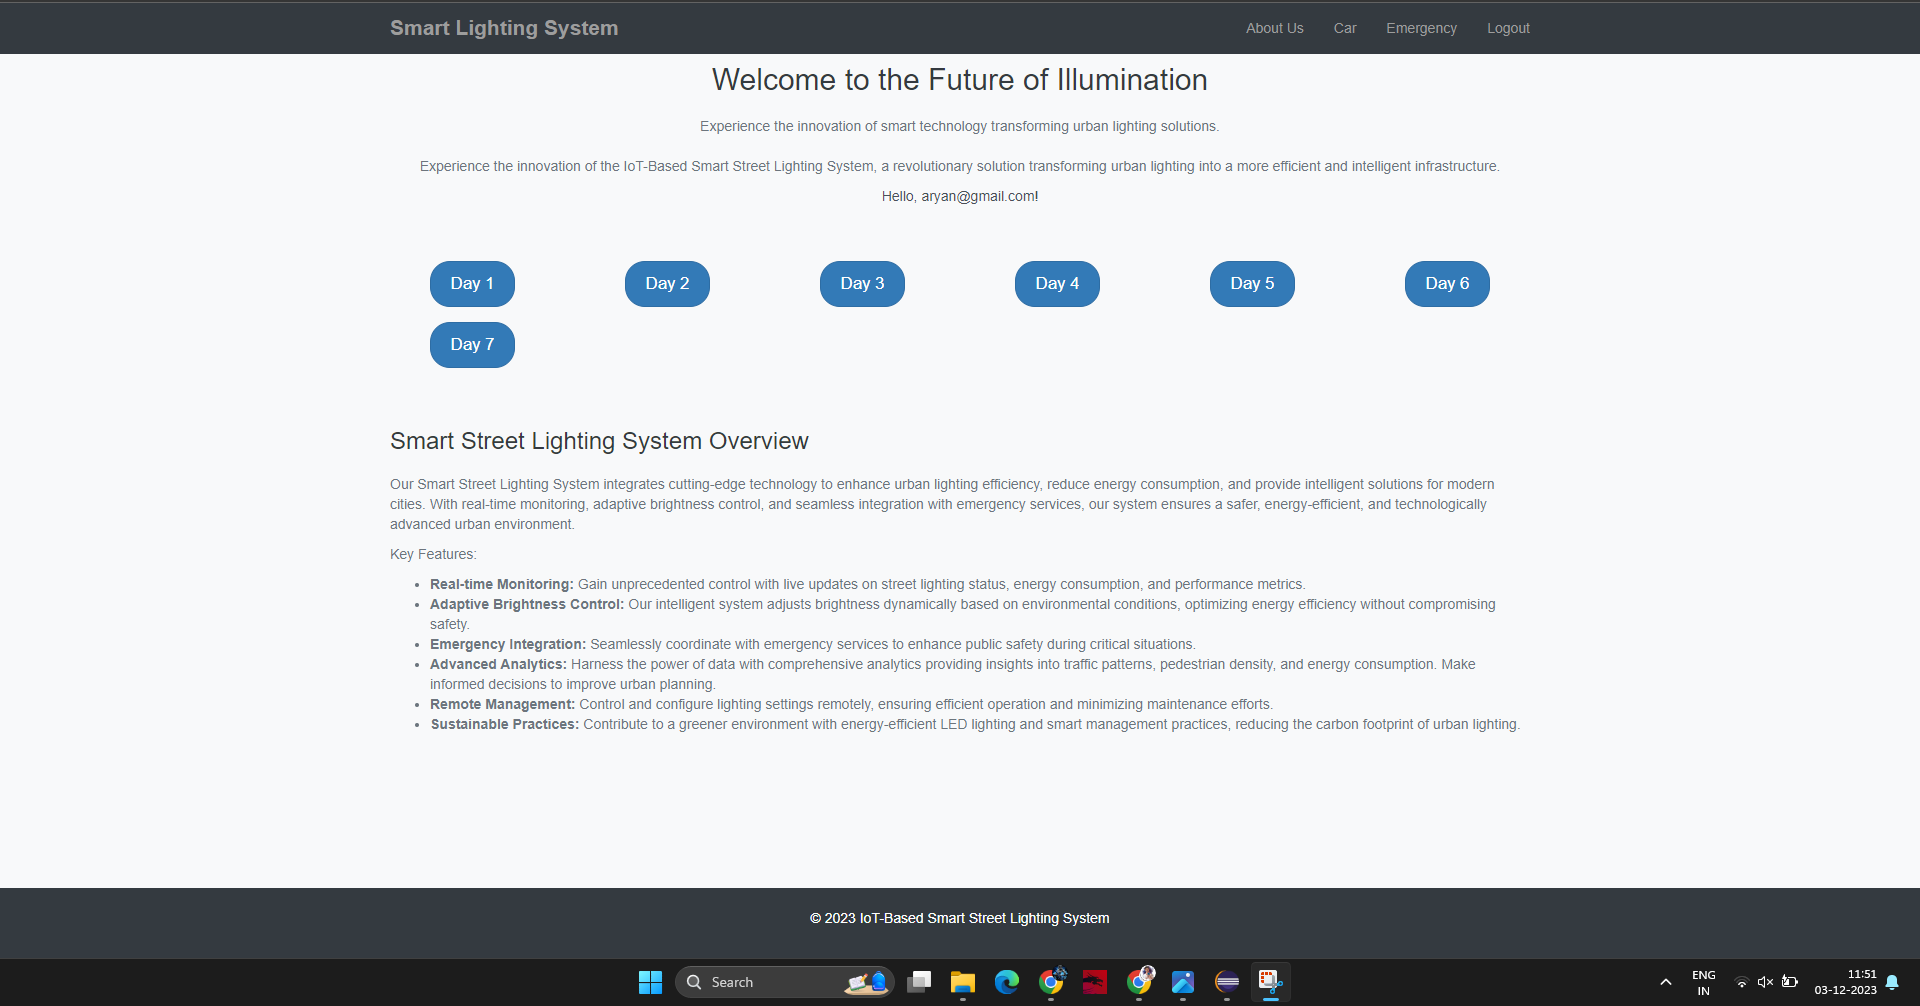 Smart Lighting System
About Us Car Emergency Logout
Welcome to the Future of Illumination
Experience the innovation of smart technology transforming urban lighting solutions.
Experience the innovation of the IoT-Based Smart Street Lighting System, a revolutionary solution transforming urban lighting into a more efficient and intelligent infrastructure.
Hello, aryan@gmail.com!
Day 1 Day 2 Day 3 Day 4 Day 5 Day 6
Day 7
Smart Street Lighting System Overview
Our Smart Street Lighting System integrates cutting-edge technology to enhance urban lighting efficiency, reduce energy consumption, and provide intelligent solutions for modern
cities. With real-time monitoring, adaptive brightness control, and seamless integration with emergency services, our system ensures a safer, energy-efficient, and technologically
advanced urban environment.
Key Features:
• Real-time Monitoring: Gain unprecedented control with live updates on street lighting status, energy consumption, and performance metrics.
• Adaptive Brightness Control: Our intelligent system adjusts brightness dynamically based on environmental conditions, optimizing energy efficiency without compromising
safety.
• Emergency Integration: Seamlessly coordinate with emergency services to enhance public safety during critical situations.
• Advanced Analytics: Harness the power of data with comprehensive analytics providing insights into traffic patterns, pedestrian density, and energy consumption. Make
informed decisions to improve urban planning.
• Remote Management: Control and configure lighting settings remotely, ensuring efficient operation and minimizing maintenance efforts.
• Sustainable Practices: Contribute to a greener environment with energy-efficient LED lighting and smart management practices, reducing the carbon footprint of urban lighting.
© 2023 IoT-Based Smart Street Lighting System
Search
ENG
IN
11:51
03-12-2023